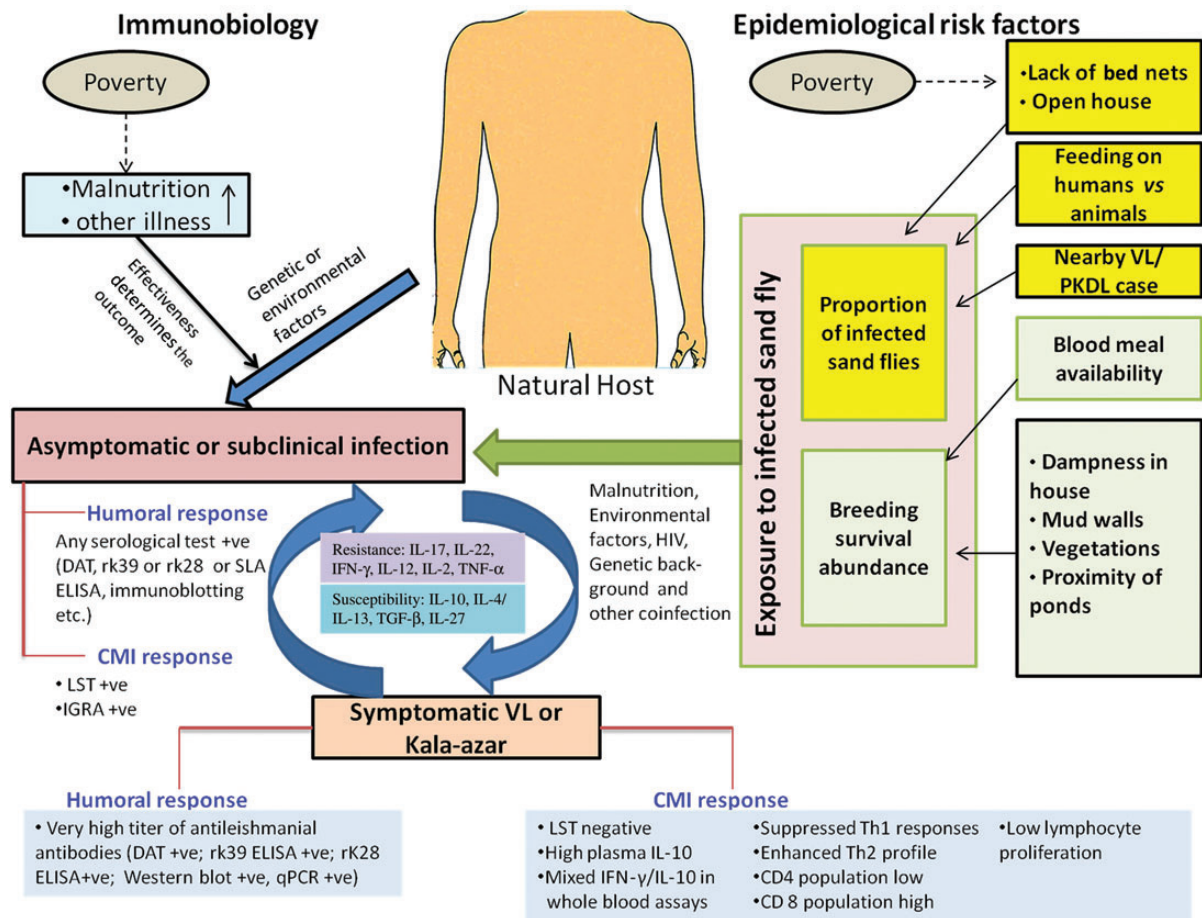 Immunobiology
Epidemiological risk factors
Poverty
•Malnutrition
• other illness
Effectiveness
determines the
outcome
Genetic or
environmental
factors
Natural Host
Poverty
•Lack of bed nets
• Open house
Feeding on
humans vs
animals
Nearby VL/
PKDL case
Blood meal
availability
• Dampness in
house
• Mud walls
• Vegetations
• Proximity of
ponds
Exposure to infected sand fly
Proportion
of infected
sand flies
Breeding
survival
abundance
Asymptomatic or subclinical infection
Humoral response
Any serological test +ve
(DAT, rk39 or rk28 or SLA
ELISA, immunoblotting
etc.)
CMI response
• LST +ve
• IGRA +ve
Resistance: IL-17, IL-22,
IFN-γ, IL-12, IL-2, TNF-α
Susceptibility: IL-10, IL-4/
IL-13, TGF-β, IL-27
Malnutrition,
Environmental
factors, HIV,
Genetic back-
ground and
other coinfection
Symptomatic VL or
Kala-azar
Humoral response
• Very high titer of antileishmanial
antibodies (DAT +ve; rk39 ELISA +ve; rK28
ELISA+ve; Western blot +ve, qPCR +ve)
CMI response
• LST negative
• High plasma IL-10
• Mixed IFN-γ/IL-10 in
whole blood assays
•Suppressed Th1 responses
•Enhanced Th2 profile
•CD4 population low
•CD 8 population high
•Low lymphocyte
proliferation